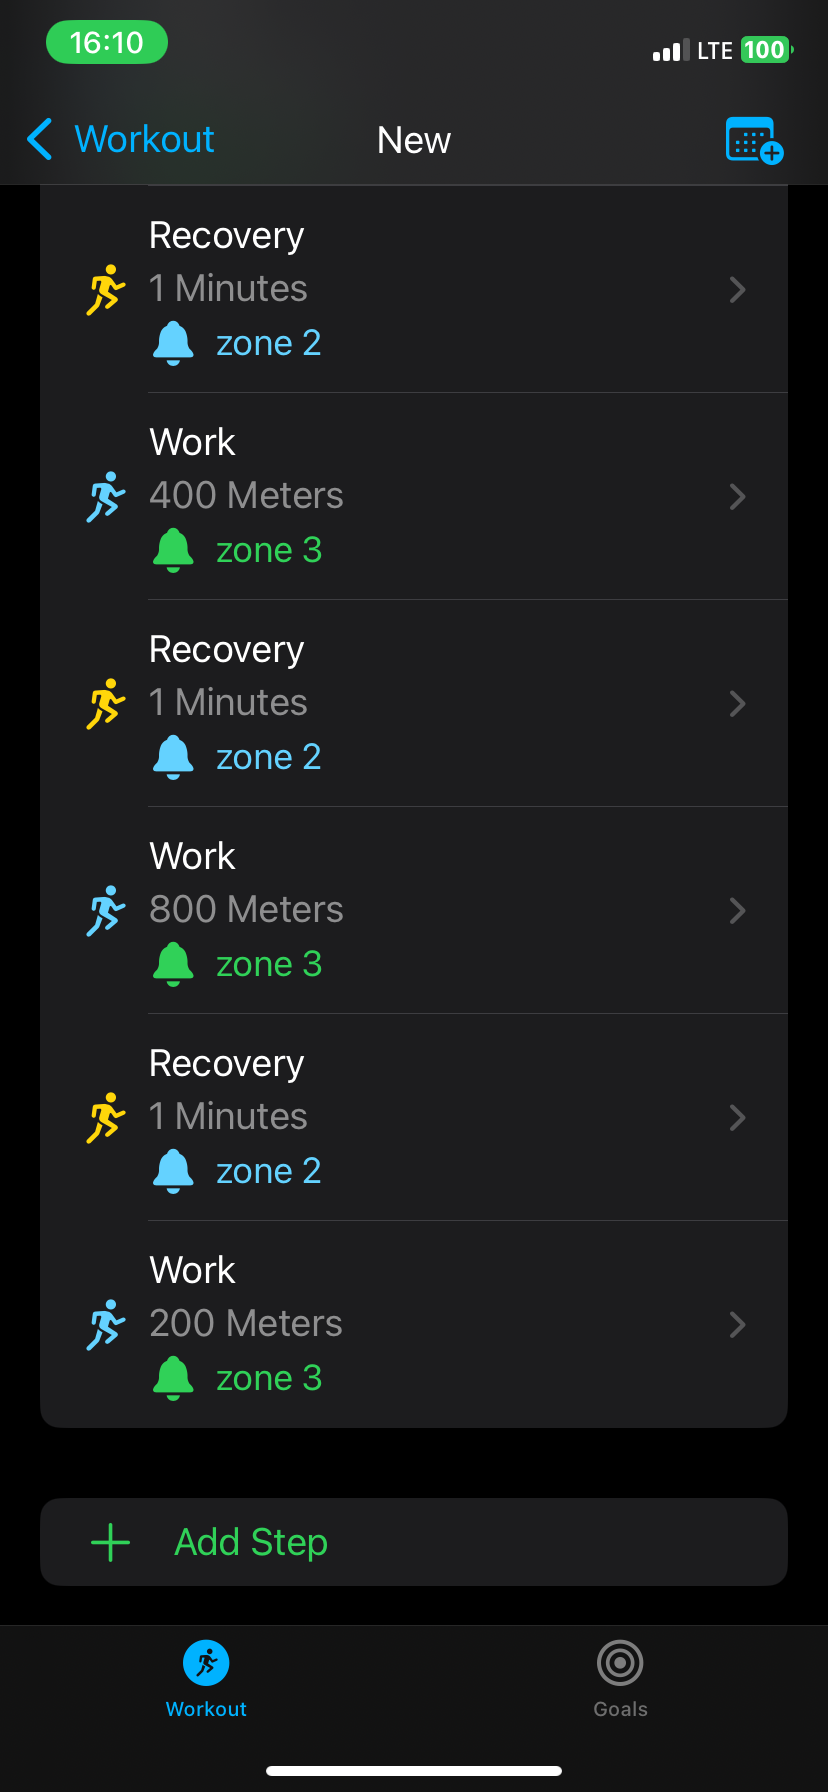 16:10
LTE 100
Workout
New
Recovery
1 Minutes
zone 2
Work
400 Meters
zone 3
Recovery
1 Minutes
zone 2
Work
800 Meters
zone 3
Recovery
1 Minutes
zone 2
Work
200 Meters
zone 3
Add Step
Workout
Goals